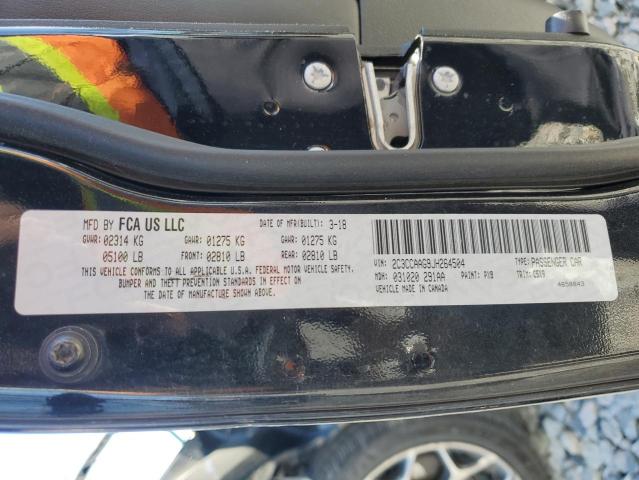 MFD BY FCA US LLC DATE OF MFR(BUILT): 3-18
GVWR: 02314 KG GAWR: 01275 KG GAWR: 01275 KG
05100 LB FRONT: 02810 LB REAR: 02810 LB
THIS VEHICLE CONFORMS TO ALL APPLICABLE U.S.A. FEDERAL MOTOR VEHICLE SAFETY,
BUMPER AND THEFT PREVENTION STANDARDS IN EFFECT ON
THE DATE OF MANUFACTURE SHOWN ABOVE.
VIN: 2C3CCAAG9JH264504 TYPE: PASSENGER CAR
MDH: 031020 291AA PAINT: PX8 TRIM: C5X9
VEHICLE MADE IN CANADA 4658843